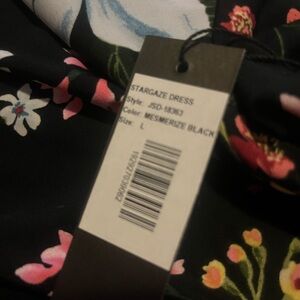 STARGAZE DRESS
Style: JSD-18363
Color: MESMERIZE BLACK
Size: L